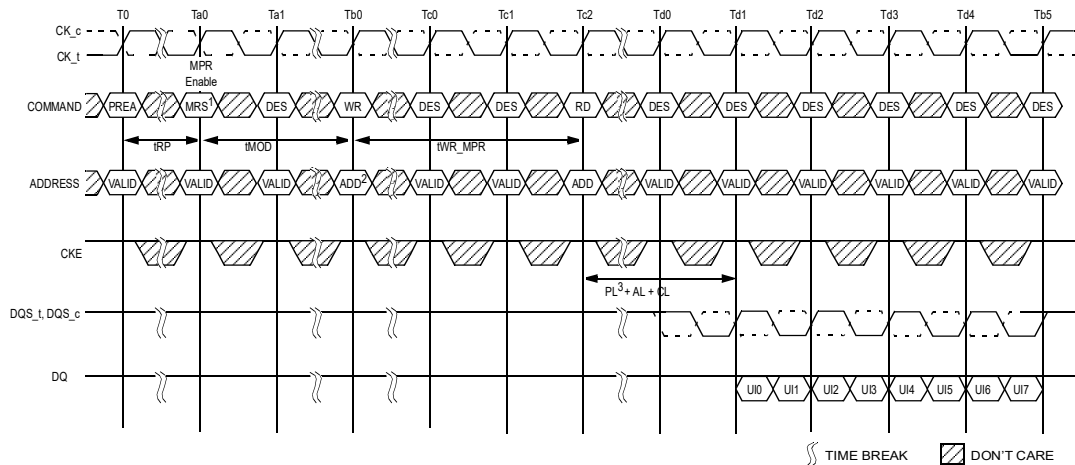 T0 Ta0 Ta1 Tb0 Tc0 Tc1 Tc2 Td0 Td1 Td2 Td3 Td4 Tb5
CK_c
CK_t
MPR
Enable
COMMAND PREA MRS1 DES WR DES DES RD DES DES DES DES DES DES
tRP tMOD tWR_MPR
ADDRESS VALID VALID VALID ADD2 VALID VALID ADD VALID VALID VALID VALID VALID VALID
CKE
PL3 + AL + CL
DQS_t, DQS_c
DQ UI0 UI1 UI2 UI3 UI4 UI5 UI6 UI7
TIME BREAK DON'T CARE